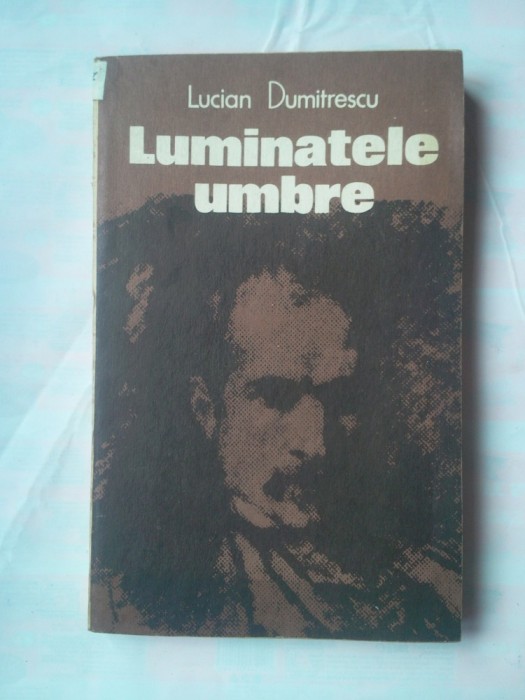 Lucian Dumitrescu
Luminatele
umbre